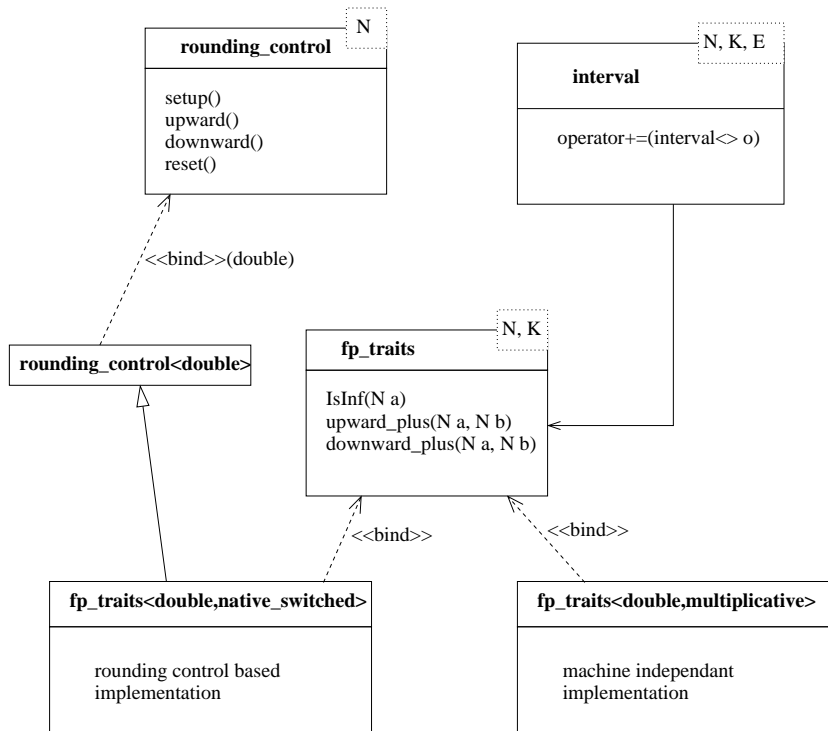 N
rounding_control
setup()
upward()
downward()
reset()
N, K, E
interval
operator+=(interval<> o)
<<bind>>(double)
rounding_control<double>
N, K
fp_traits
IsInf(N a)
upward_plus(N a, N b)
downward_plus(N a, N b)
<<bind>>
<<bind>>
fp_traits<double,native_switched>
rounding control based
implementation
fp_traits<double,multiplicative>
machine independant
implementation